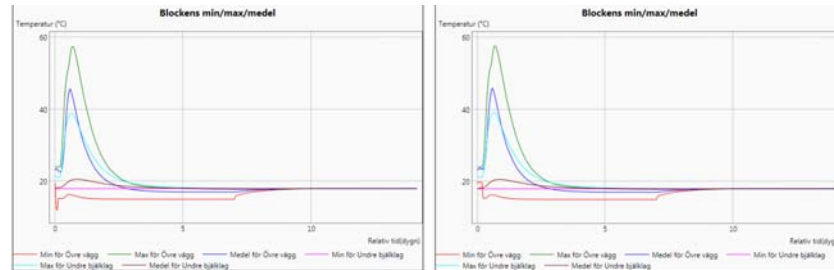 Blockens min/max/medel
Temperatur (°C)
60
40
20
0
5
10
Relativ tid(dygn)
Min för Övre vägg Max för Övre vägg Medel för Övre vägg Min för Undre bjälklag
Max för Undre bjälklag Medel för Undre bjälklag
Blockens min/max/medel
Temperatur (°C)
60
40
20
0
5
10
Relativ tid(dygn)
Min för Övre vägg Max för Övre vägg Medel för Övre vägg Min för Undre bjälklag
Max för Undre bjälklag Medel för Undre bjälklag